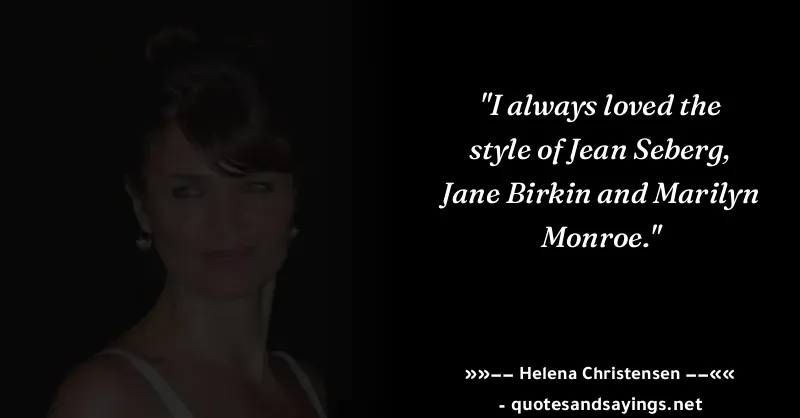 "I always loved the
style of Jean Seberg,
Jane Birkin and Marilyn
Monroe."
»»−− Helena Christensen −−««
- quotesandsayings.net